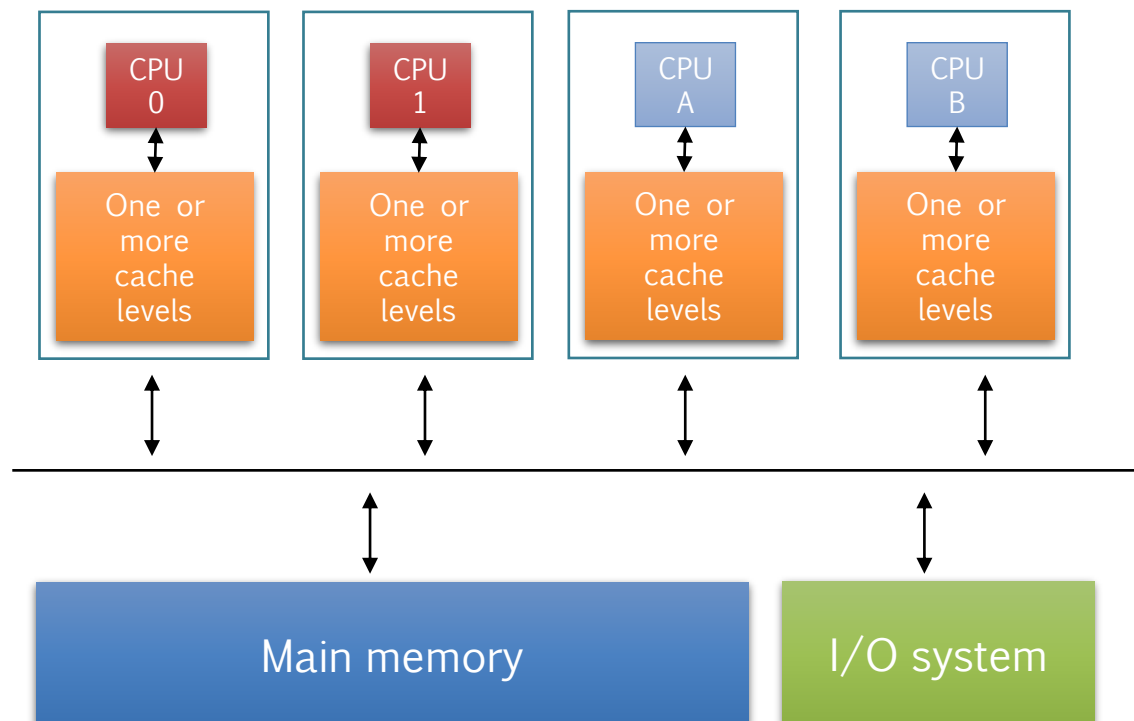 CPU
0
CPU
1
CPU
A
CPU
B
One or
more
cache
levels
One or
more
cache
levels
One or
more
cache
levels
One or
more
cache
levels
Main memory
I/O system